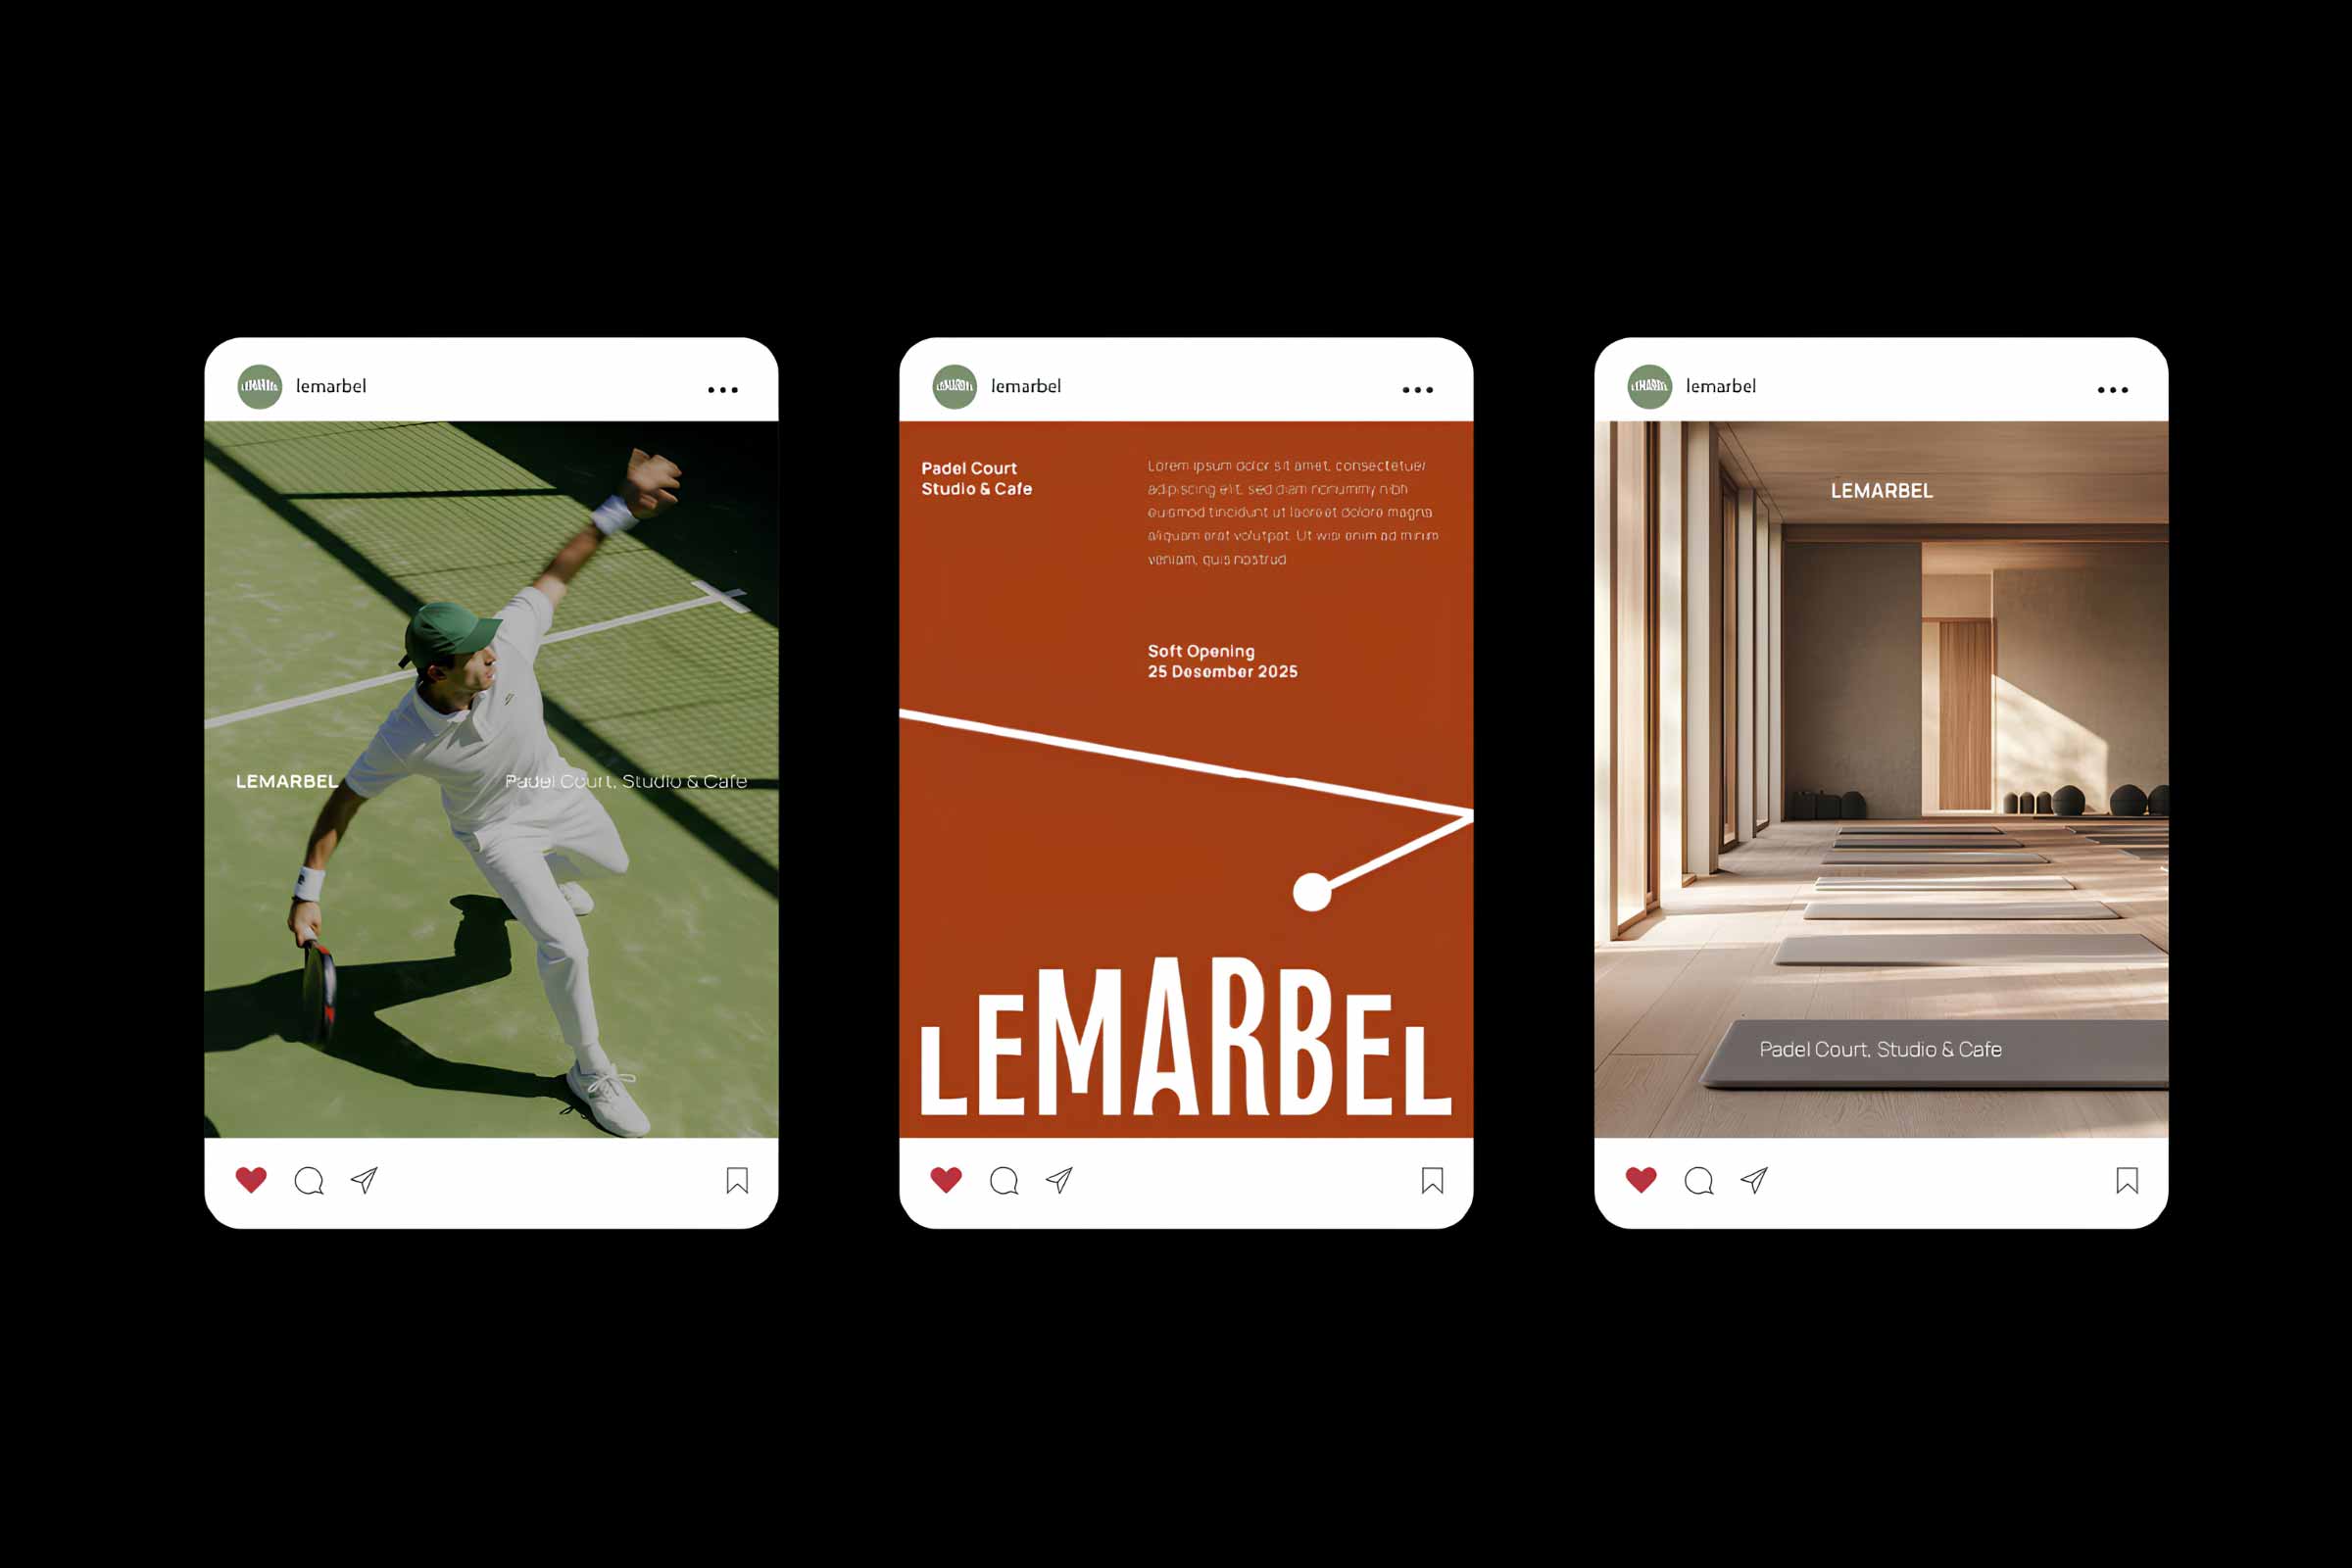 lemarbel
LEMARBEL
Padel Court, Studio & Cafe
lemarbel
Padel Court
Studio & Cafe
Lorem ipsum dolor sit amet, consectetuer
adipiscing elit, sed diam nonummy nibh
euismod tincidunt ut laoreet dolore magna
aliquam erat volutpat. Ut wisi enim ad minim
veniam, quis nostrud
Soft Opening
25 Desember 2025
LEMARBEL
lemarbel
LEMARBEL
Padel Court, Studio & Cafe